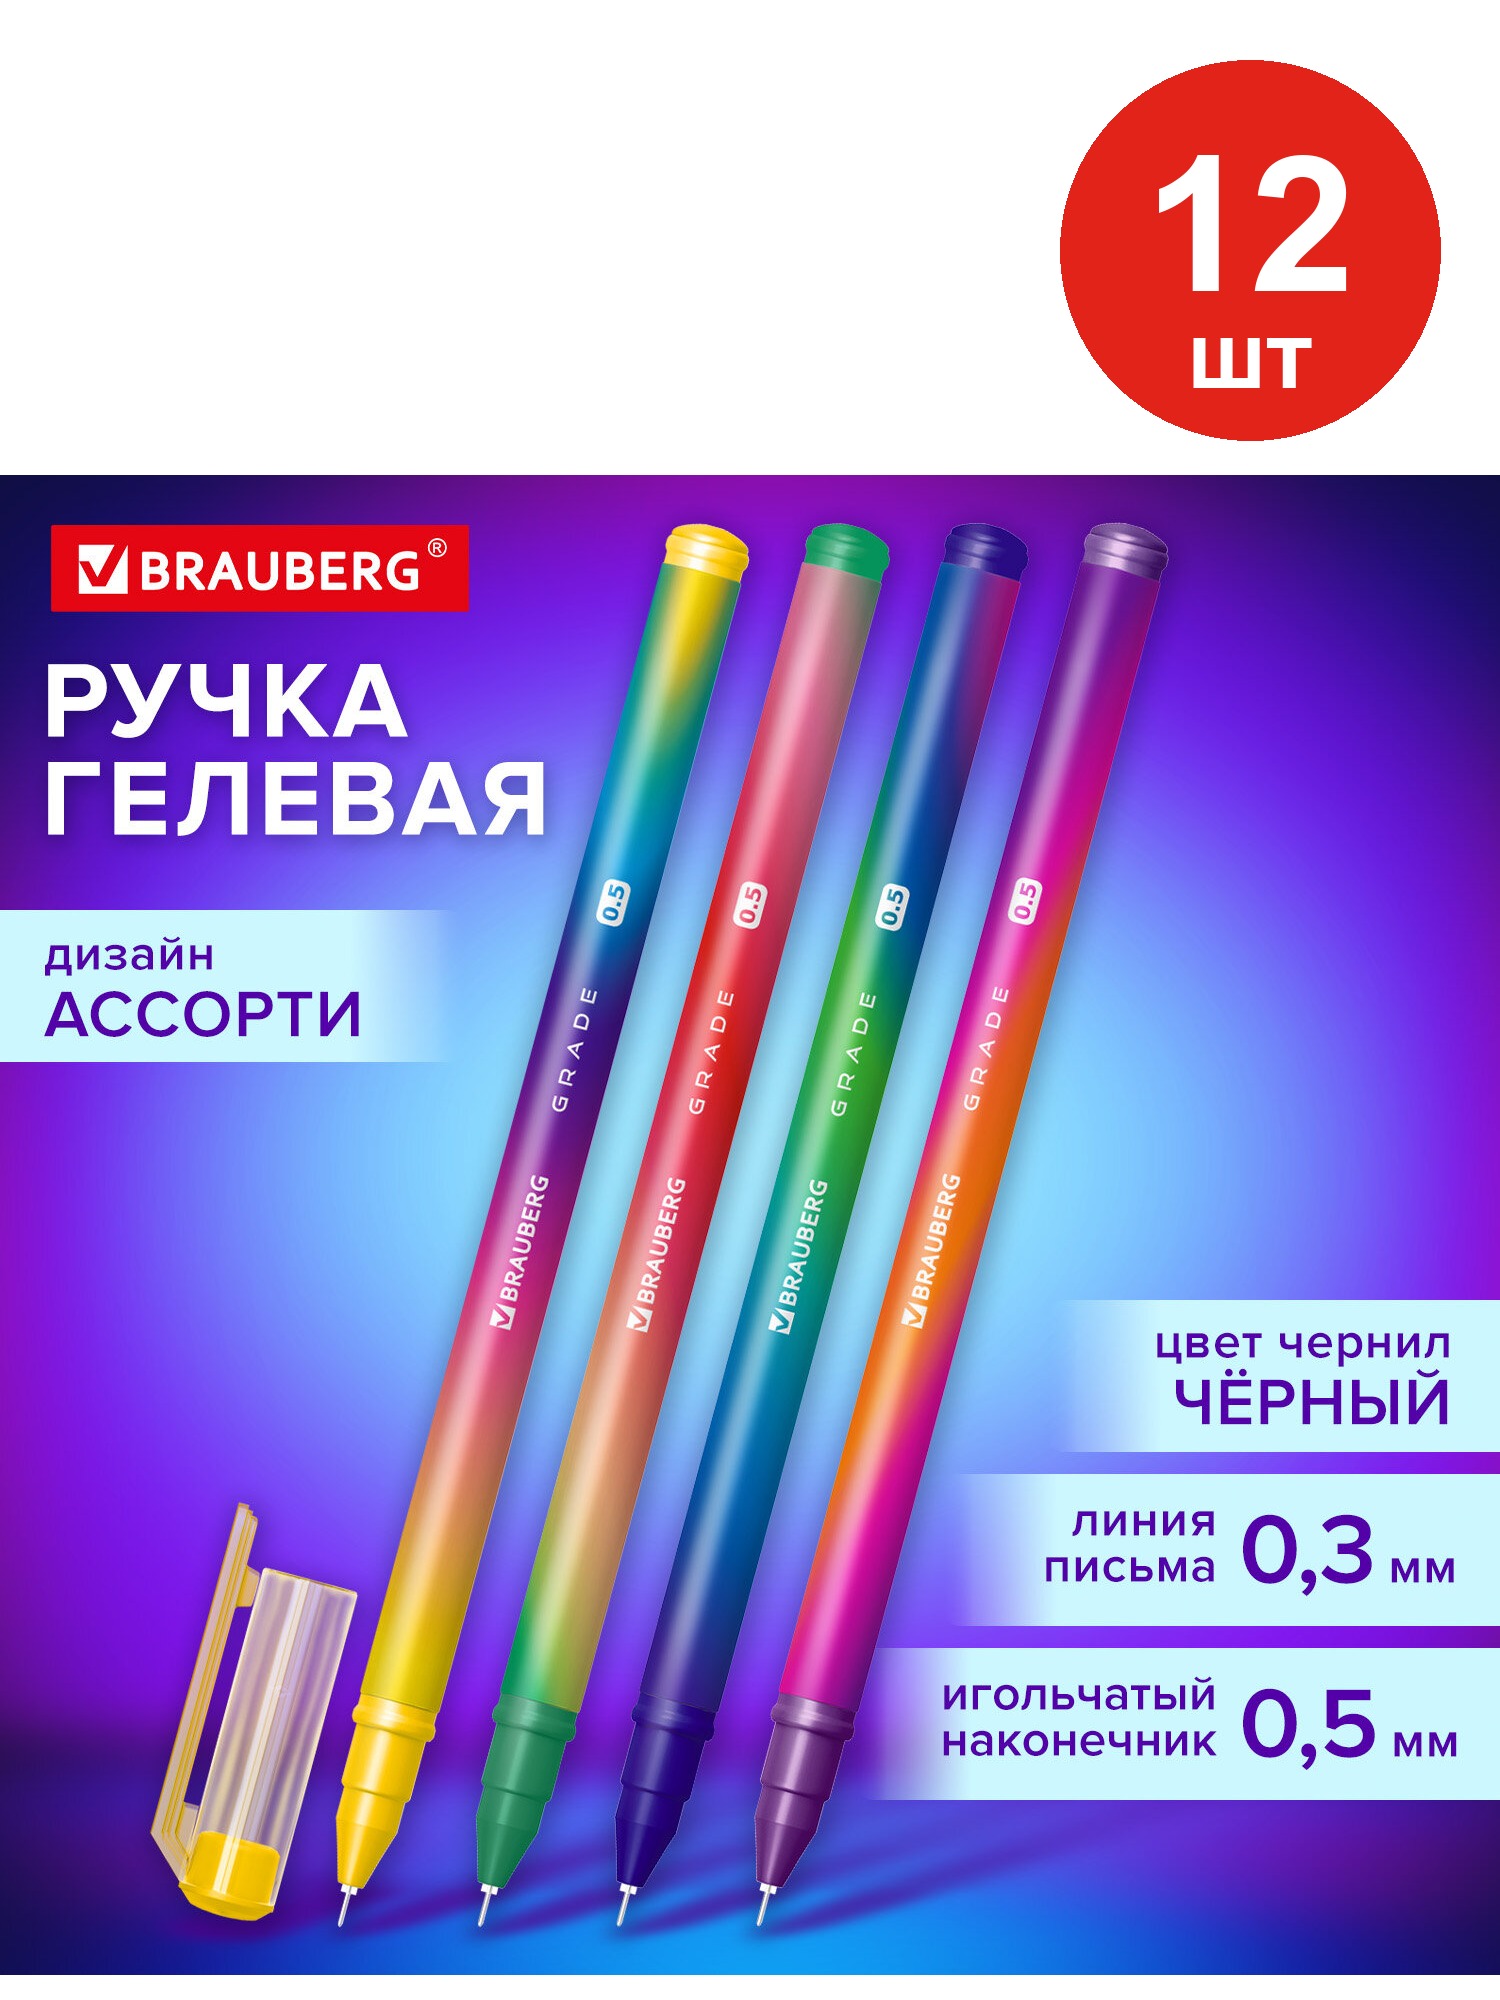 12
шт
BRAUBERG®
РУЧКА
ГЕЛЕВАЯ
дизайн
АССОРТИ
0.5
GRADE
BRAUBERG
0.5
GRADE
BRAUBERG
0.5
GRADE
BRAUBERG
0.5
GRADE
BRAUBERG
цвет чернил
ЧЁРНЫЙ
линия
письма 0,3 мм
игольчатый
наконечник 0,5 мм